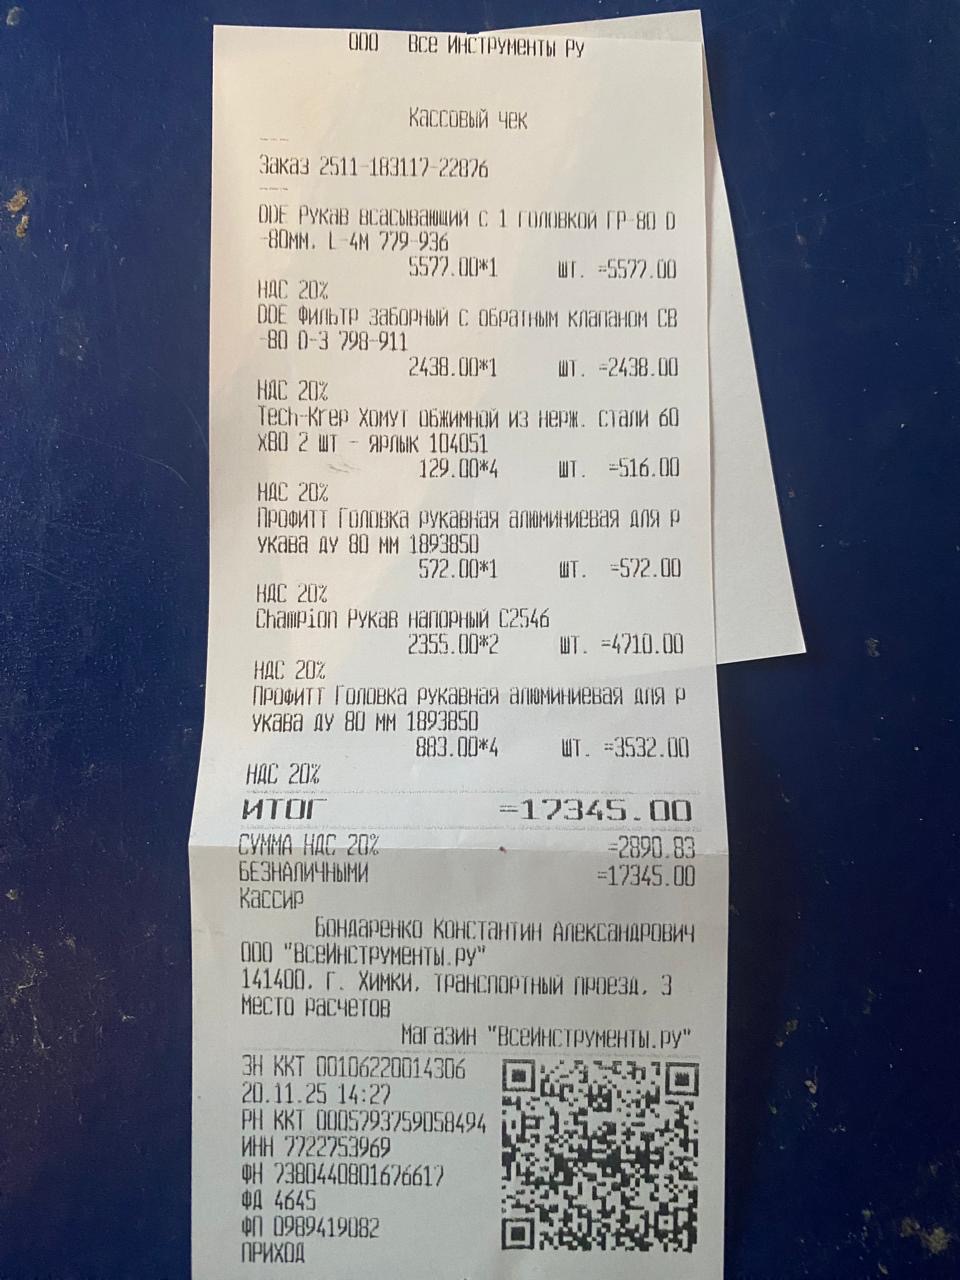 ООО Все Инструменты Ру
Кассовый чек
Заказ 2511-183117-22876
DDE Рукав всасывающий с 1 головкой ГР-80 D
-80мм, L-4м 779-936
5577.00*1 шт. =5577.00
НДС 20%
DDE Фильтр заборный с обратным клапаном СВ
-80 0-3 798-911
2438.00*1 шт. =2438.00
НДС 20%
Tech-Krep Хомут обжимной из нерж. стали 60
х80 2 шт - ярлык 104051
129.00*4 шт. =516.00
НДС 20%
Профитт Головка рукавная алюминиевая для р
укава ду 80 мм 1893850
572.00*1 шт. =572.00
НДС 20%
Champion Рукав напорный C2546
2355.00*2 шт. =4710.00
НДС 20%
Профитт Головка рукавная алюминиевая для р
укава ду 80 мм 1893850
883.00*4 шт. =3532.00
НДС 20%
ИТОГ =17345.00
СУММА НДС 20% =2890.83
БЕЗНАЛИЧНЫМИ =17345.00
Кассир
Бондаренко Константин Александрович
ООО "ВсеИнструменты.ру"
141400, Г. Химки, Транспортный проезд, 3
Место расчетов
Магазин "ВсеИнструменты.ру"
ЗН ККТ 00106220014306
20.11.25 14:27
РН ККТ 0005793759058494
ИНН 7722753969
ФН 7380440801676617
ФД 4645
ФП 0989419082
ПРИХОД